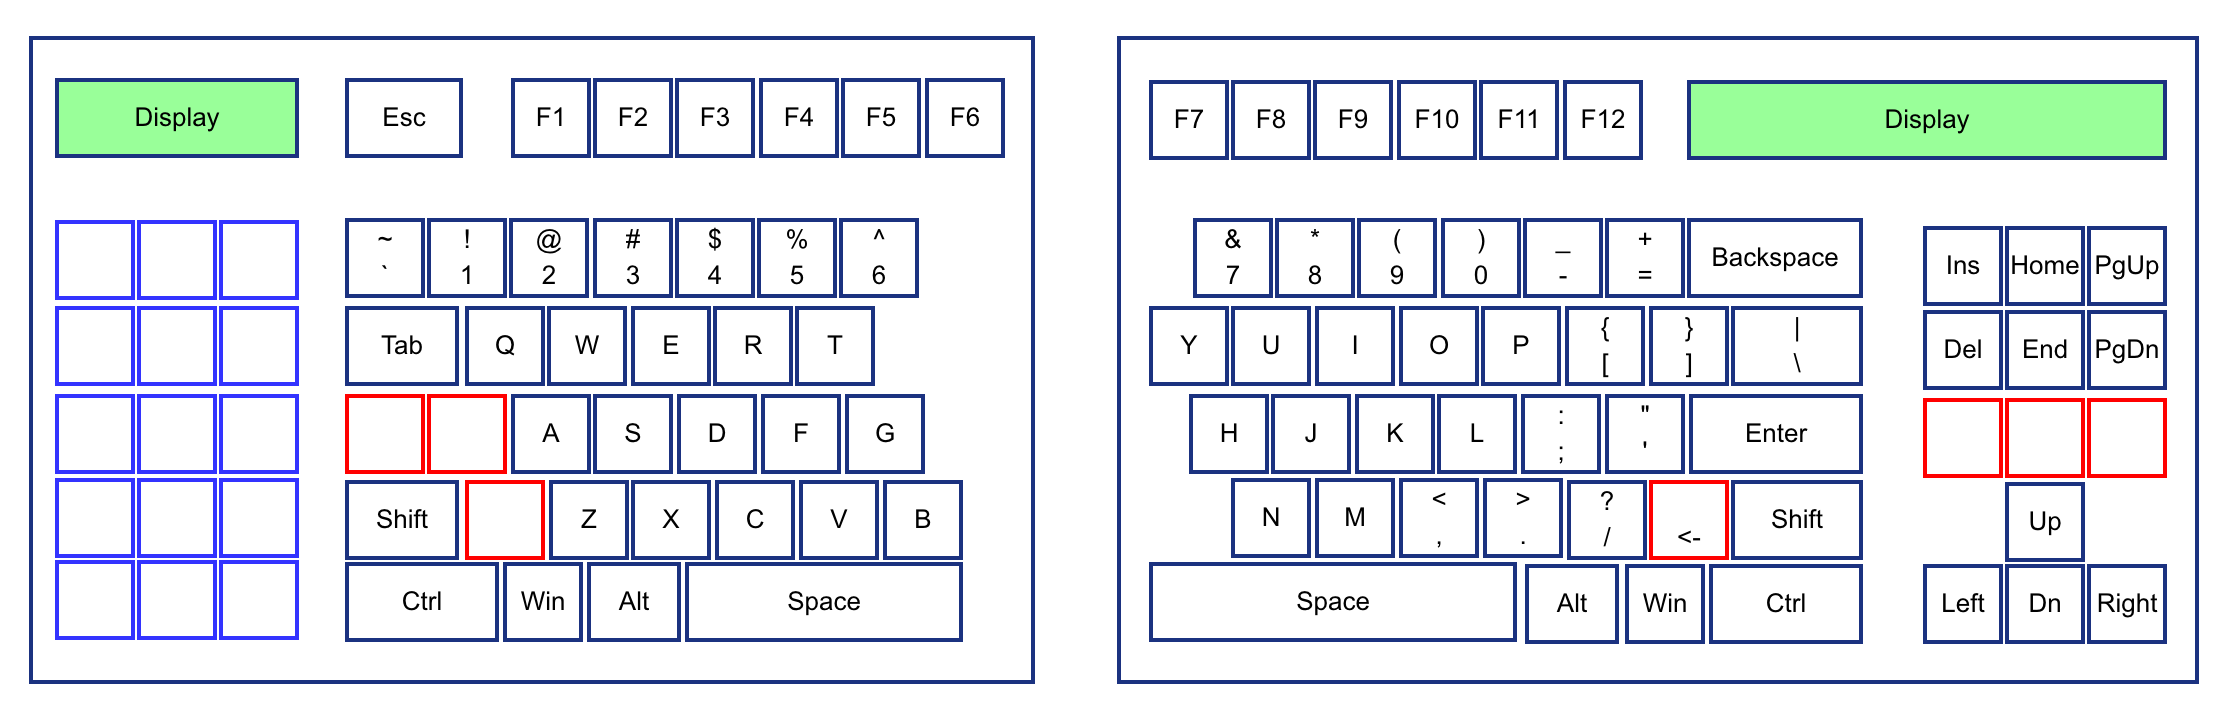 Display Esc F1 F2 F3 F4 F5 F6
~ ! @ # $ % ^
` 1 2 3 4 5 6
Tab Q W E R T
A S D F G
Shift Z X C V B
Ctrl Win Alt Space
F7 F8 F9 F10 F11 F12 Display
& * ( ) _ +
7 8 9 0 - = Backspace Ins Home PgUp
{ } |
Y U I O P [ ] \ Del End PgDn
: "
H J K L ; ' Enter
< > ?
N M , . / <- Shift Up
Space Alt Win Ctrl Left Dn Right